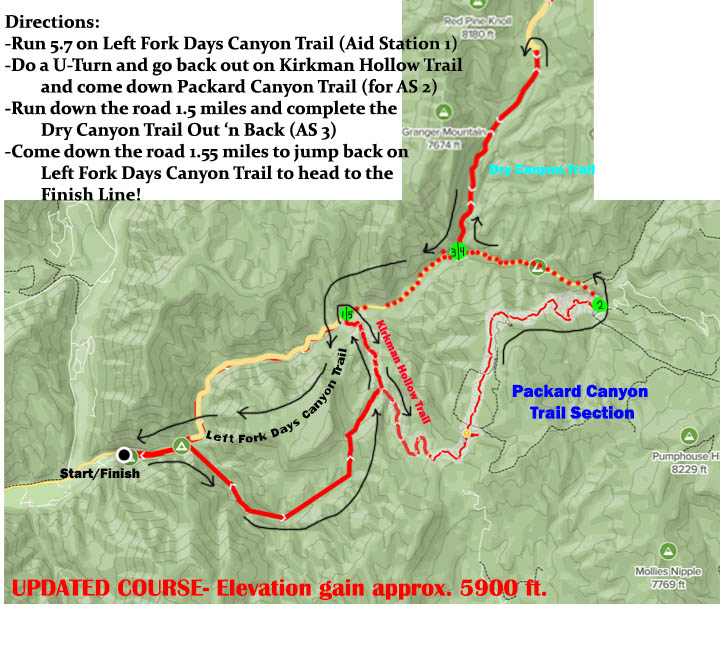 Directions:
-Run 5.7 on Left Fork Days Canyon Trail (Aid Station 1)
-Do a U-Turn and go back out on Kirkman Hollow Trail
and come down Packard Canyon Trail (for AS 2)
-Run down the road 1.5 miles and complete the
Dry Canyon Trail Out ‘n Back (AS 3)
-Come down the road 1.55 miles to jump back on
Left Fork Days Canyon Trail to head to the
Finish Line!
Red Pine Knoll
8180 ft
Granger Mountain
7674 ft
Dry Canyon Trail
3|4
2
1|5
Kirkman Hollow Trail
Left Fork Days Canyon Trail
Packard Canyon
Trail Section
Start/Finish
Pumphouse H
8229 ft
Mollies Nipple
7769 ft
UPDATED COURSE- Elevation gain approx. 5900 ft.